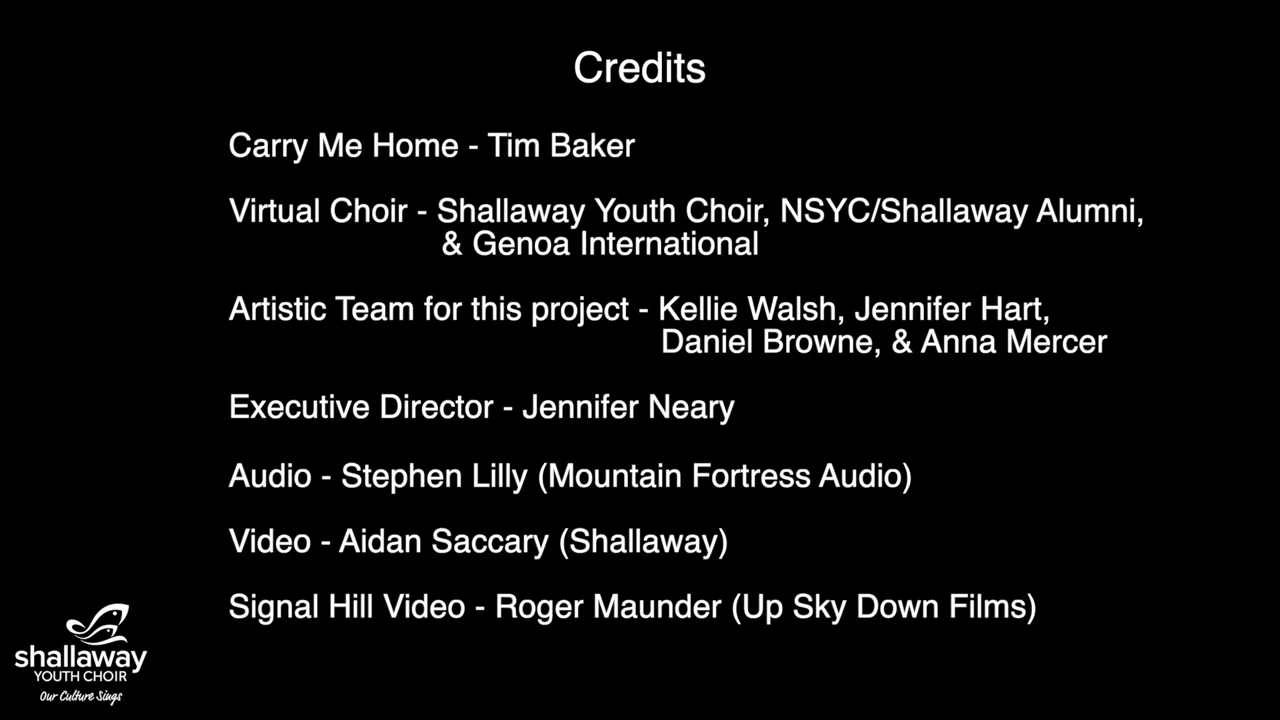 Credits
Carry Me Home - Tim Baker
Virtual Choir - Shallaway Youth Choir, NSYC/Shallaway Alumni,
& Genoa International
Artistic Team for this project - Kellie Walsh, Jennifer Hart,
Daniel Browne, & Anna Mercer
Executive Director - Jennifer Neary
Audio - Stephen Lilly (Mountain Fortress Audio)
Video - Aidan Saccary (Shallaway)
Signal Hill Video - Roger Maunder (Up Sky Down Films)
shallaway
YOUTH CHOIR
Our Culture Sings